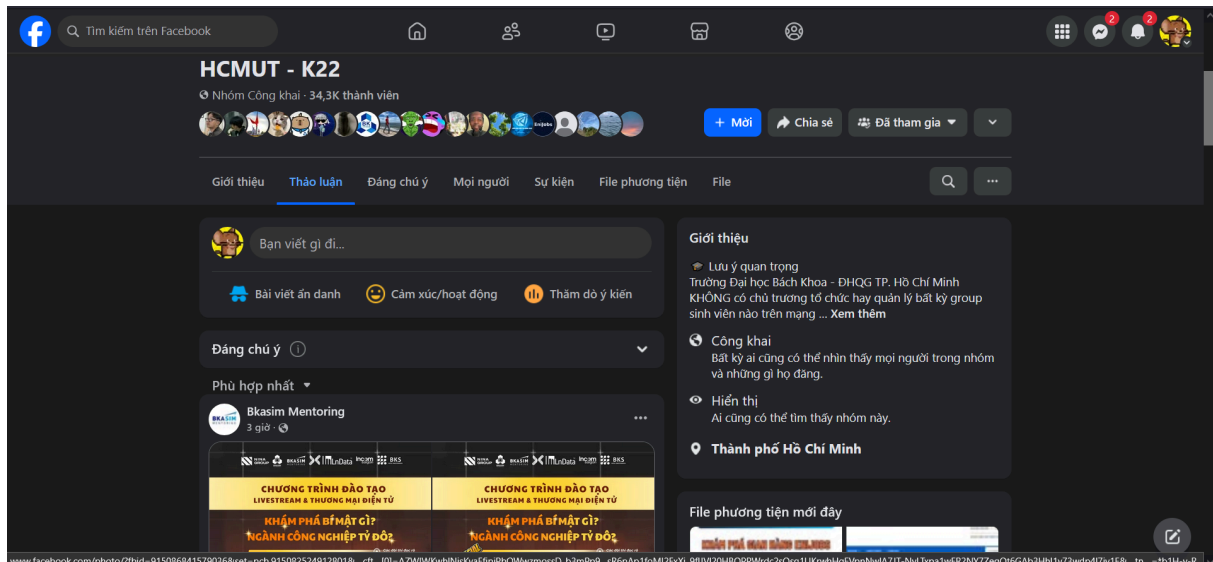 Tìm kiếm trên Facebook
2
2
HCMUT - K22
Nhóm Công khai · 34,3K thành viên
+ Mời
Chia sẻ
Đã tham gia
Giới thiệu
Thảo luận
Đáng chú ý
Mọi người
Sự kiện
File phương tiện
File
Bạn viết gì đi...
Bài viết ẩn danh
Cảm xúc/hoạt động
Thăm dò ý kiến
Đáng chú ý
Phù hợp nhất
Bkasim Mentoring
3 giờ
CHƯƠNG TRÌNH ĐÀO TẠO
LIVESTREAM & THƯƠNG MẠI ĐIỆN TỬ
KHÁM PHÁ BÍ MẬT GÌ?
NGÀNH CÔNG NGHIỆP TỶ ĐÔ?
CHƯƠNG TRÌNH ĐÀO TẠO
LIVESTREAM & THƯƠNG MẠI ĐIỆN TỬ
KHÁM PHÁ BÍ MẬT GÌ?
NGÀNH CÔNG NGHIỆP TỶ ĐÔ?
Giới thiệu
Lưu ý quan trọng
Trường Đại học Bách Khoa - ĐHQG TP. Hồ Chí Minh
KHÔNG có chủ trương tổ chức hay quản lý bất kỳ group
sinh viên nào trên mạng ... Xem thêm
Công khai
Bất kỳ ai cũng có thể nhìn thấy mọi người trong nhóm
và những gì họ đăng.
Hiển thị
Ai cũng có thể tìm thấy nhóm này.
Thành phố Hồ Chí Minh
File phương tiện mới đây